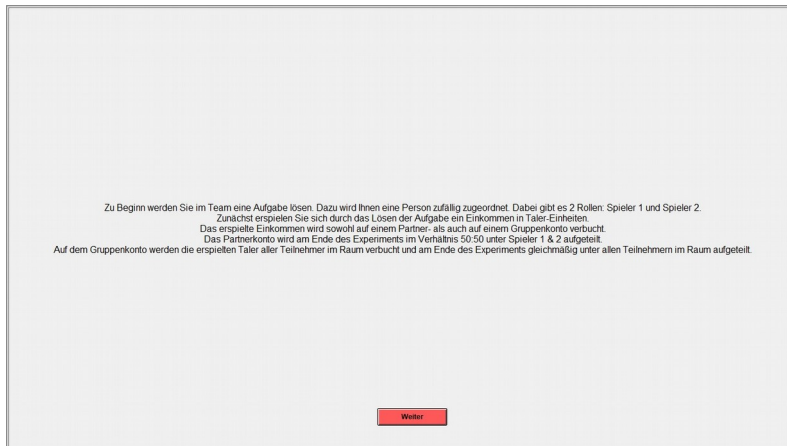 Zu Beginn werden Sie im Team eine Aufgabe lösen. Dazu wird Ihnen eine Person zufällig zugeordnet. Dabei gibt es 2 Rollen: Spieler 1 und Spieler 2.
Zunächst erspielen Sie sich durch das Lösen der Aufgabe ein Einkommen in Taler-Einheiten.
Das erspielte Einkommen wird sowohl auf einem Partner- als auch auf einem Gruppenkonto verbucht.
Das Partnerkonto wird am Ende des Experiments im Verhältnis 50:50 unter Spieler 1 & 2 aufgeteilt.
Auf dem Gruppenkonto werden die erspielten Taler aller Teilnehmer im Raum verbucht und am Ende des Experiments gleichmäßig unter allen Teilnehmern im Raum aufgeteilt.
Weiter